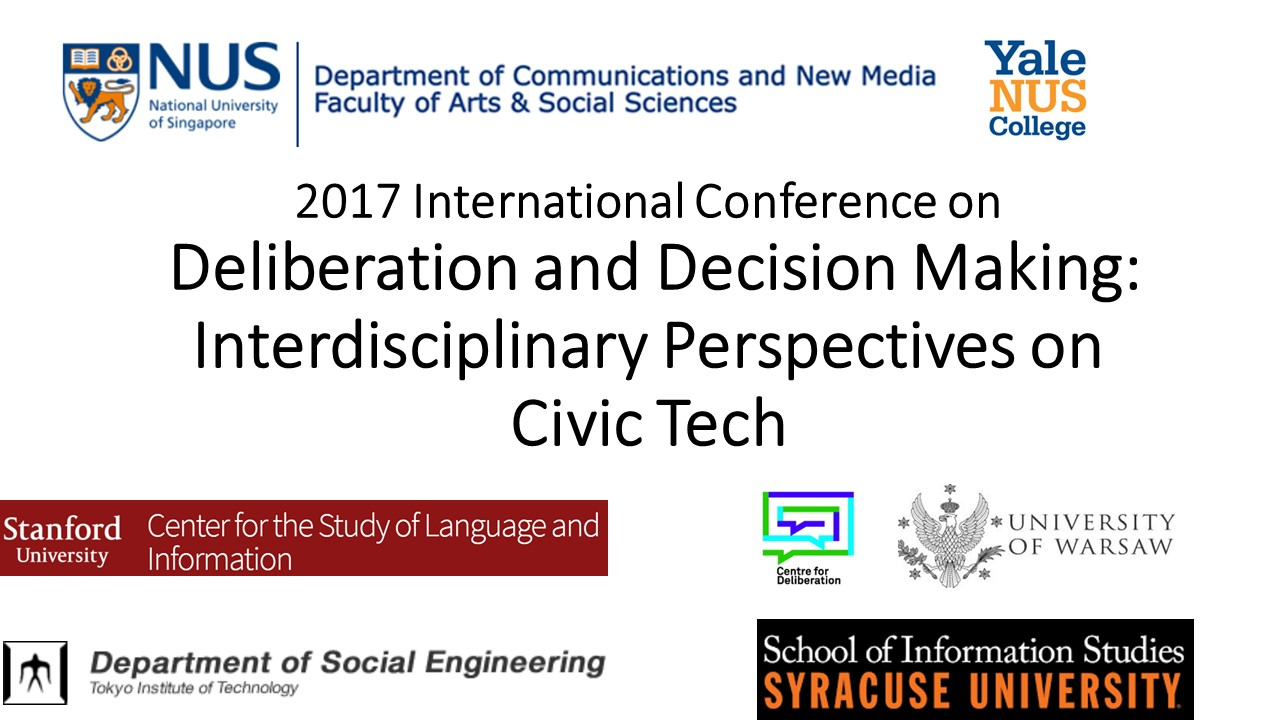 NUS
National University
of Singapore
Department of Communications and New Media
Faculty of Arts & Social Sciences
Yale
NUS
College
2017 International Conference on
Deliberation and Decision Making:
Interdisciplinary Perspectives on
Civic Tech
Stanford
University
Center for the Study of Language and
Information
Centre for
Deliberation
UNIVERSITY
OF WARSAW
Department of Social Engineering
Tokyo Institute of Technology
School of Information Studies
SYRACUSE UNIVERSITY